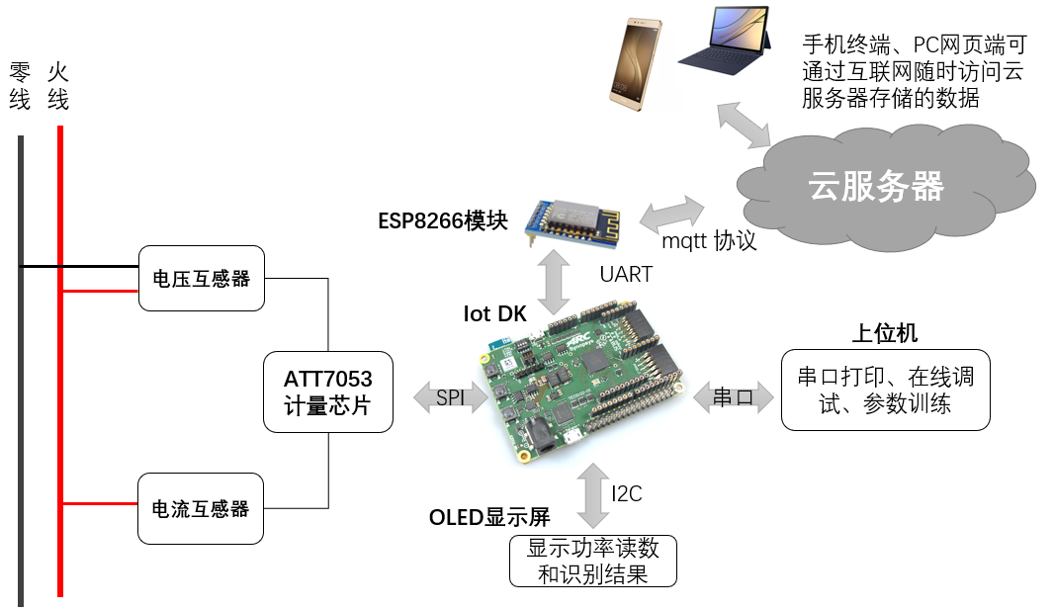 手机终端、PC网页端可
通过互联网随时访问云
服务器存储的数据
零线
火线
云服务器
ESP8266模块
mqtt 协议
UART
电压互感器
Iot DK
ARC
上位机
ATT7053
计量芯片
SPI
串口
串口打印、在线调
试、参数训练
I2C
电流互感器
OLED显示屏
显示功率读数
和识别结果